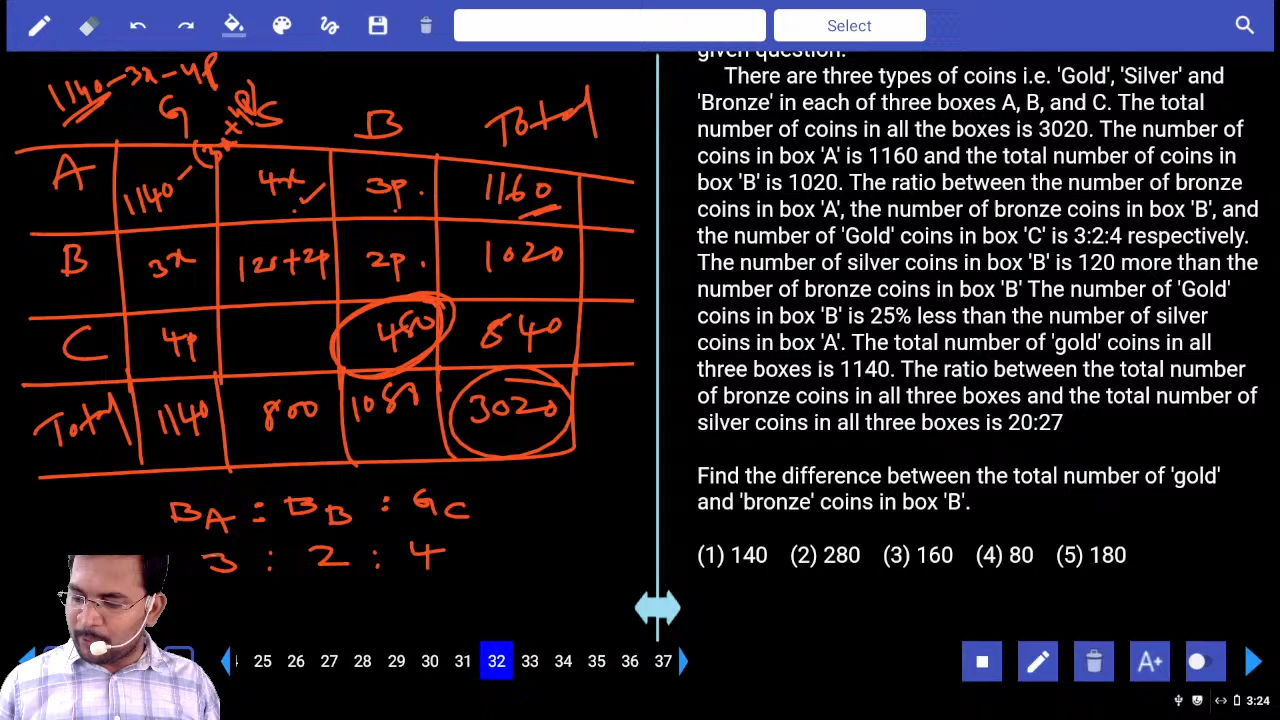 Select
1140-3x-4p
G S B Total
A 1140-(3x+4p) 4x 3p. 1160
B 3x 120+2p 2p. 1020
C 4p 480 840
Total 1140 800 1080 3020
BA : BB : GC
3 : 2 : 4
given question.
There are three types of coins i.e. 'Gold', 'Silver' and
'Bronze' in each of three boxes A, B, and C. The total
number of coins in all the boxes is 3020. The number of
coins in box 'A' is 1160 and the total number of coins in
box 'B' is 1020. The ratio between the number of bronze
coins in box 'A', the number of bronze coins in box 'B', and
the number of 'Gold' coins in box 'C' is 3:2:4 respectively.
The number of silver coins in box 'B' is 120 more than the
number of bronze coins in box 'B' The number of 'Gold'
coins in box 'B' is 25% less than the number of silver
coins in box 'A'. The total number of 'gold' coins in all
three boxes is 1140. The ratio between the total number
of bronze coins in all three boxes and the total number of
silver coins in all three boxes is 20:27
Find the difference between the total number of 'gold'
and 'bronze' coins in box 'B'.
(1) 140 (2) 280 (3) 160 (4) 80 (5) 180
25 26 27 28 29 30 31 32 33 34 35 36 37
A+
3:24